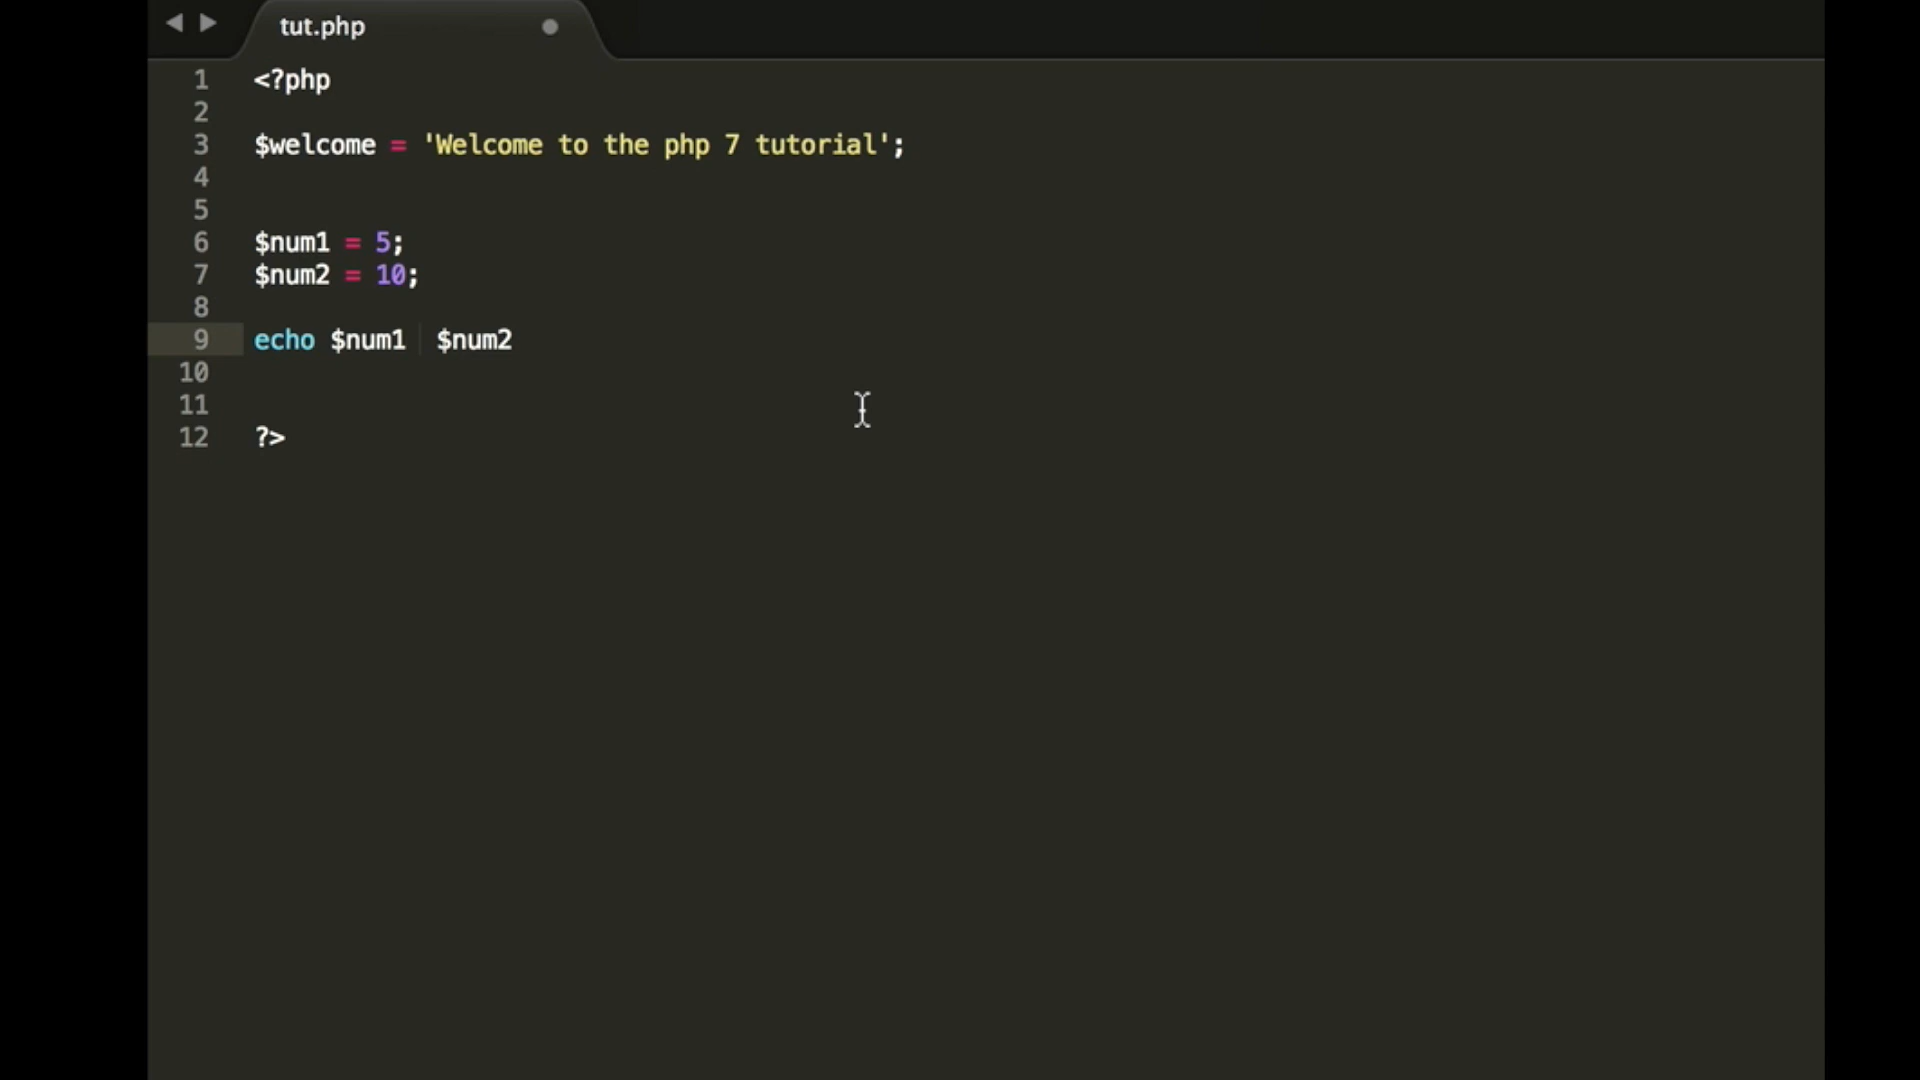 tut.php
1 <?php
2
3 $welcome = 'Welcome to the php 7 tutorial';
4
5
6 $num1 = 5;
7 $num2 = 10;
8
9 echo $num1  $num2
10
11
12 ?>